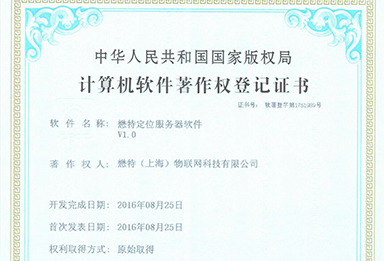 中华人民共和国国家版权局
计算机软件著作权登记证书
证书号： 软著登字第1751905号
软 件 名 称： 懋特定位服务器软件
V1.0
著 作 权 人： 懋特（上海）物联网科技有限公司
开发完成日期： 2016年08月25日
首次发表日期： 2016年08月25日
权利取得方式： 原始取得